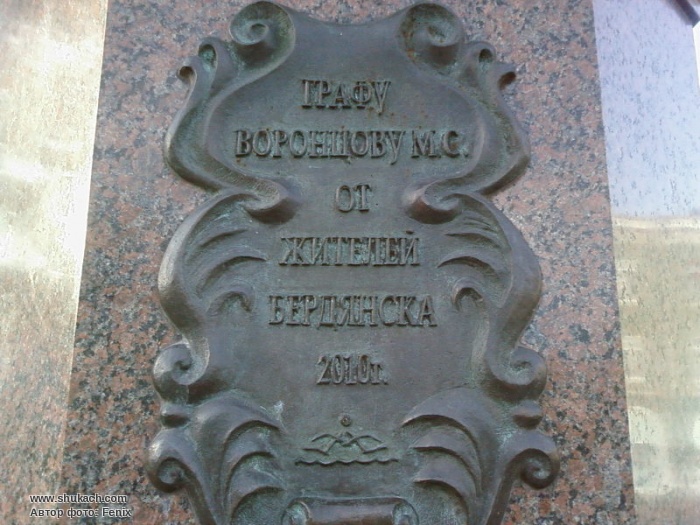 ГРАФУ
ВОРОНЦОВУ М.С.
ОТ
ЖИТЕЛЕЙ
БЕРДЯНСКА
2010г.
www.shukach.com
Автор фото: Fenix